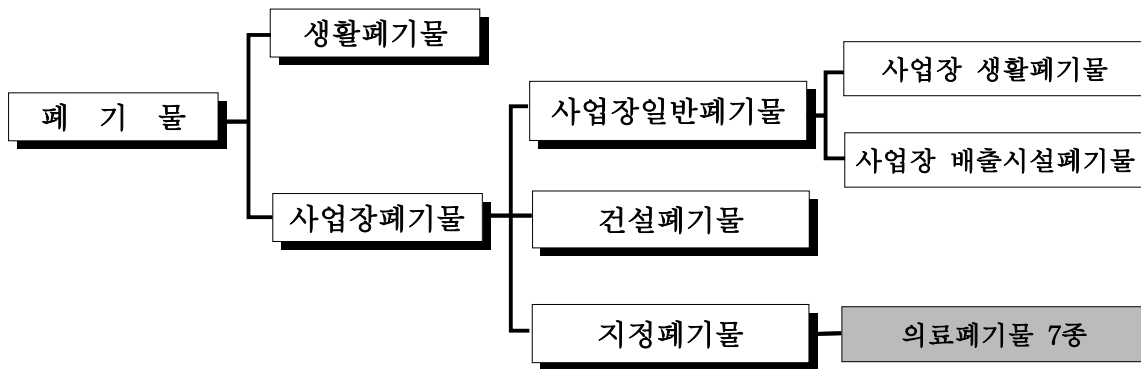 폐 기 물
생활폐기물
사업장폐기물
사업장일반폐기물
사업장 생활폐기물
사업장 배출시설폐기물
건설폐기물
지정폐기물
의료폐기물 7종